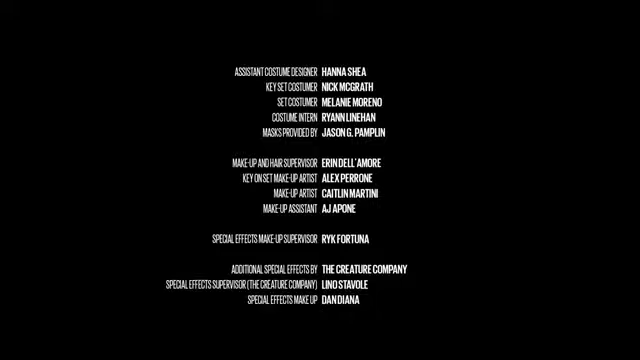 ASSISTANT COSTUME DESIGNER HANNA SHEA
KEY SET COSTUMER NICK MCGRATH
SET COSTUMER MELANIE MORENO
COSTUME INTERN RYANN LINEHAN
MASKS PROVIDED BY JASON G. PAMPLIN
MAKE-UP AND HAIR SUPERVISOR ERIN DELL'AMORE
KEY ON SET MAKE-UP ARTIST ALEX PERRONE
MAKE-UP ARTIST CAITLIN MARTINI
MAKE-UP ASSISTANT AJ APONE
SPECIAL EFFECTS MAKE-UP SUPERVISOR RYK FORTUNA
ADDITIONAL SPECIAL EFFECTS BY THE CREATURE COMPANY
SPECIAL EFFECTS SUPERVISOR (THE CREATURE COMPANY) LINO STAVOLE
SPECIAL EFFECTS MAKE UP DAN DIANA